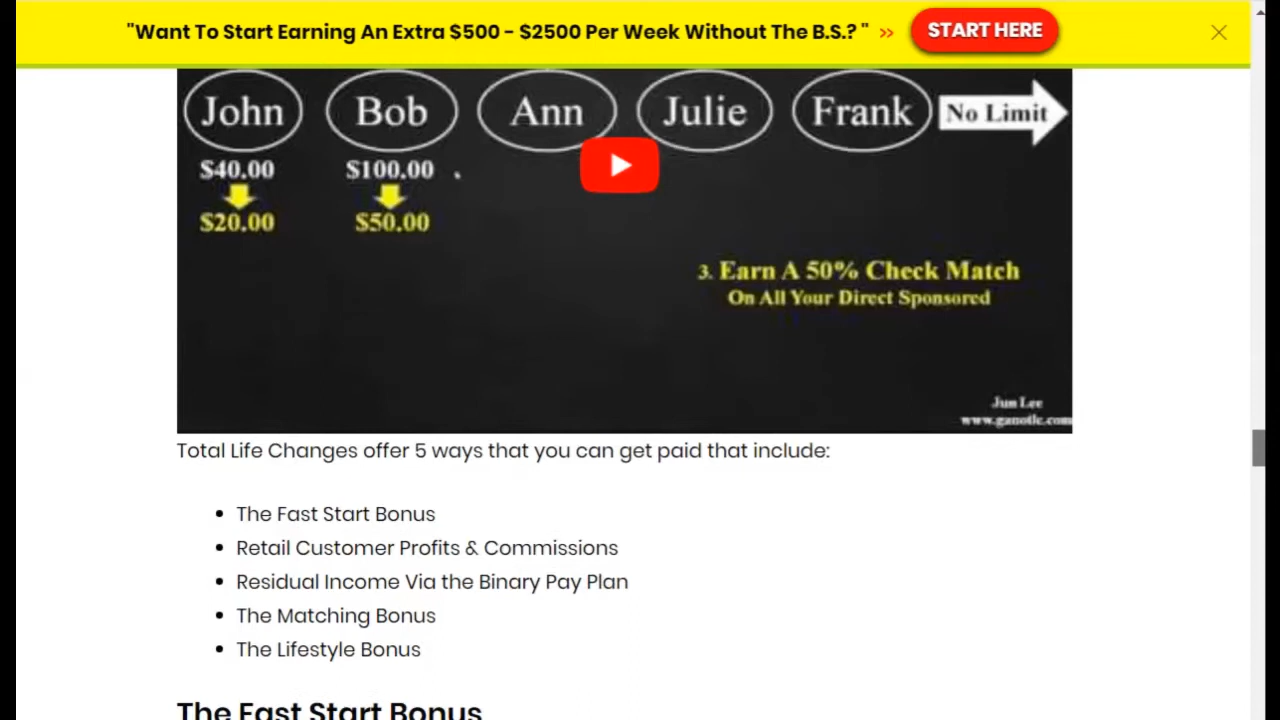 "Want To Start Earning An Extra $500 - $2500 Per Week Without The B.S.? " >> START HERE
John Bob Ann Julie Frank No Limit
$40.00 $100.00
$20.00 $50.00
3. Earn A 50% Check Match
On All Your Direct Sponsored
Jun Lee
www.ganotlc.com
Total Life Changes offer 5 ways that you can get paid that include:
The Fast Start Bonus
Retail Customer Profits & Commissions
Residual Income Via the Binary Pay Plan
The Matching Bonus
The Lifestyle Bonus
The Fast Start Bonus